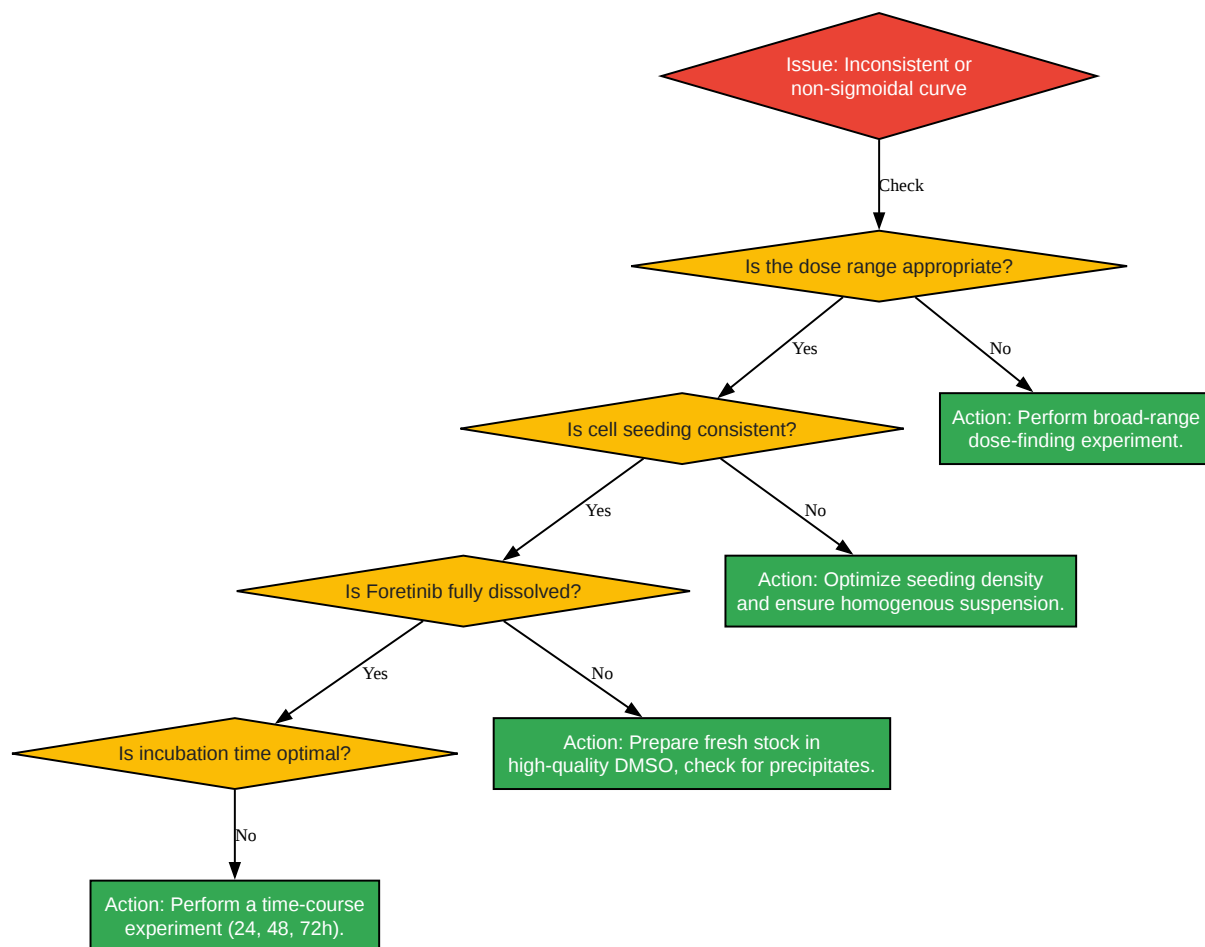 Issue: Inconsistent or
non-sigmoidal curve
Check
Is the dose range appropriate?
Yes
No
Is cell seeding consistent?
Action: Perform broad-range
dose-finding experiment.
Yes
No
Is Foretinib fully dissolved?
Action: Optimize seeding density
and ensure homogenous suspension.
Yes
No
Is incubation time optimal?
Action: Prepare fresh stock in
high-quality DMSO, check for precipitates.
No
Action: Perform a time-course
experiment (24, 48, 72h).